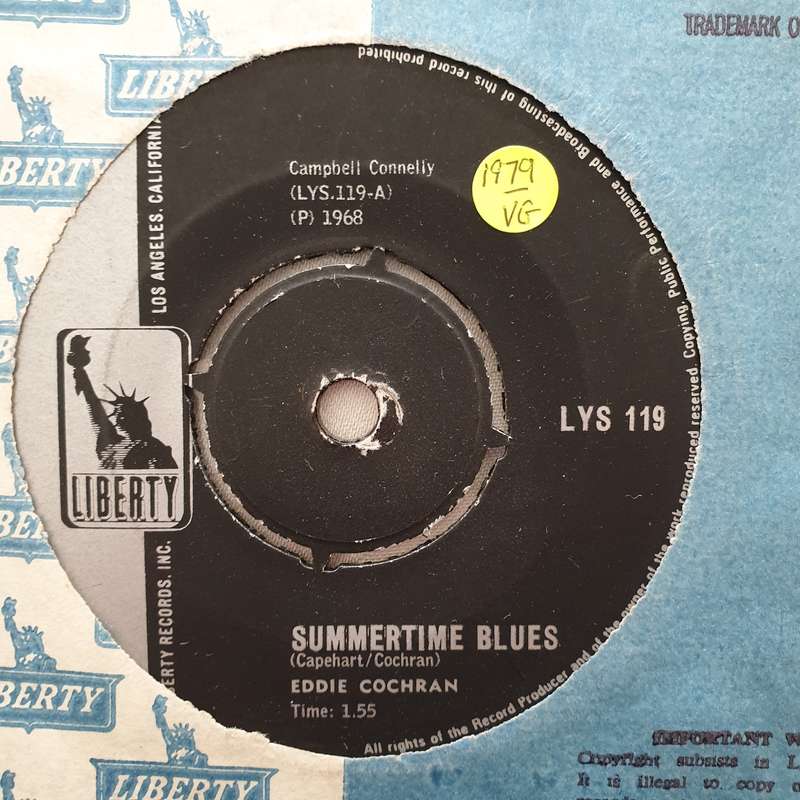 TRADEMARK O
LIBERTY
LIBERTY
LIBERTY
LIBERTY
Campbell Connelly
(LYS.119-A)
(P) 1968
1979
VG
LYS 119
SUMMERTIME BLUES
(Capehart/Cochran)
EDDIE COCHRAN
Time: 1.55
ERTY RECORDS, INC. LOS ANGELES, CALIFORNIA
All rights of the Record Producer and of the owner of the work reproduced reserved. Copying, Public Performance and Broadcasting of this record prohibited
IMPORTANT W
Copyright subsists in L
It is illegal to copy o